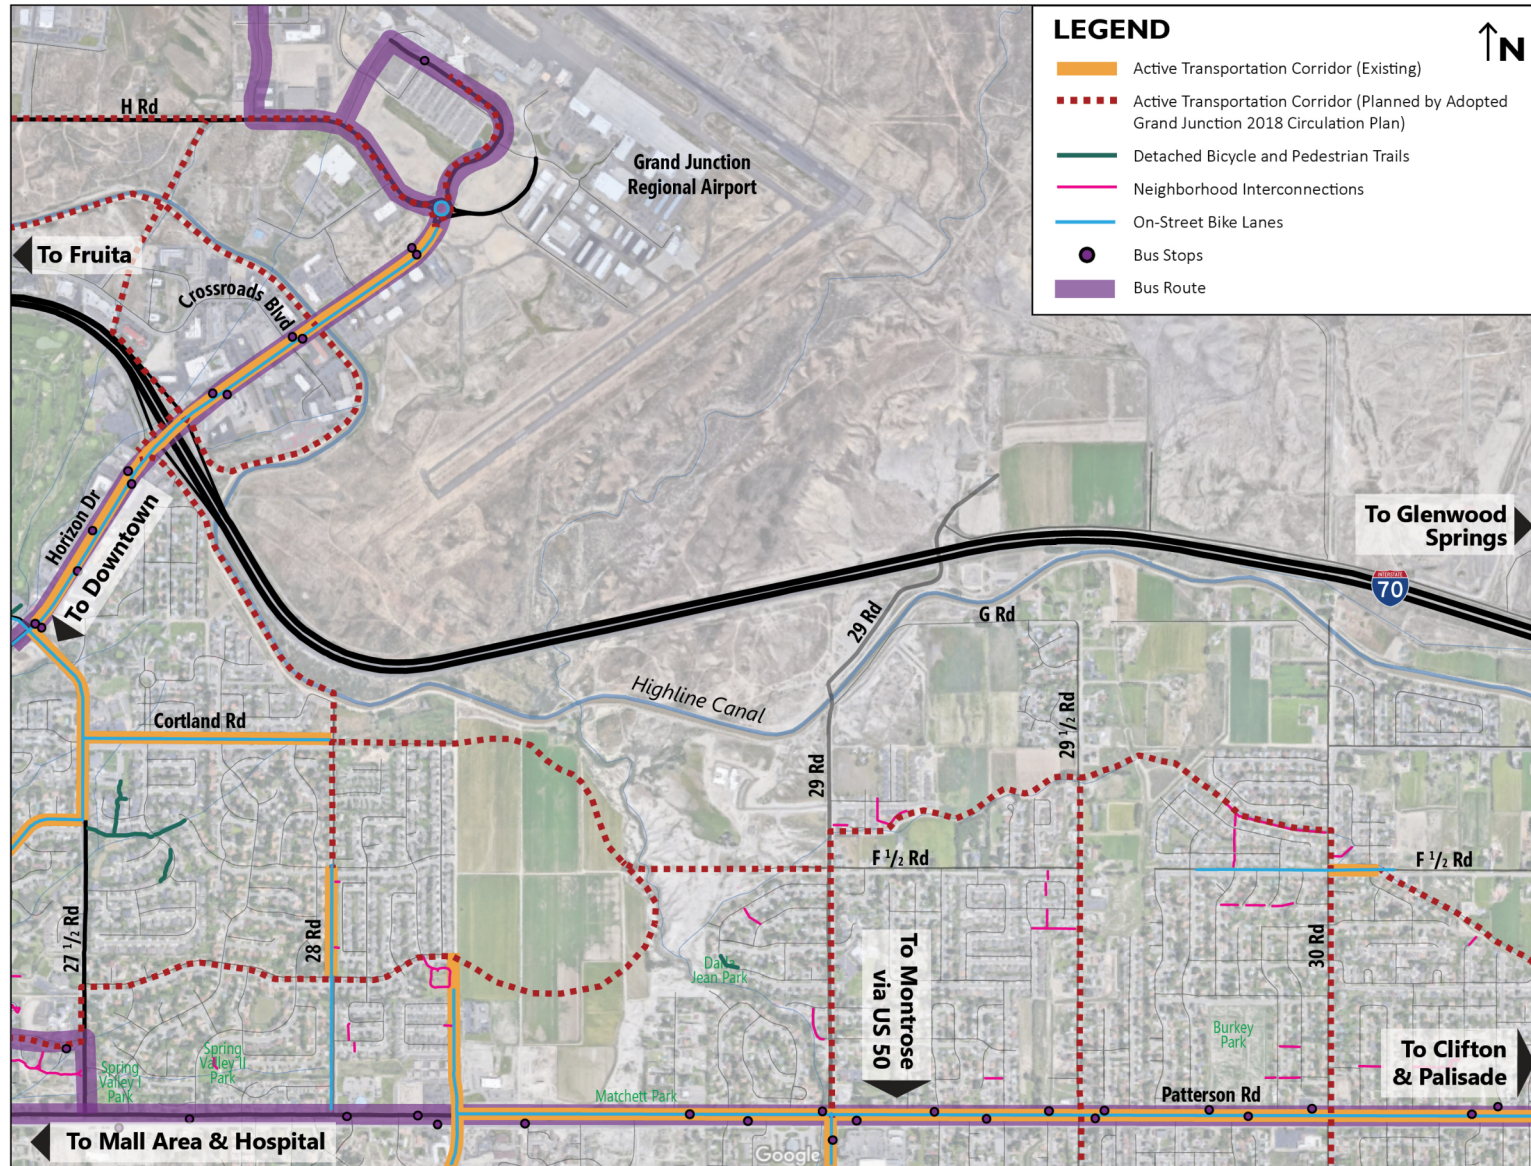 LEGEND
N
Active Transportation Corridor (Existing)
Active Transportation Corridor (Planned by Adopted
Grand Junction 2018 Circulation Plan)
Detached Bicycle and Pedestrian Trails
Neighborhood Interconnections
On-Street Bike Lanes
Bus Stops
Bus Route
H Rd
Grand Junction
Regional Airport
To Fruita
Crossroads Blvd
Horizon Dr
To Downtown
To Glenwood
Springs
INTERSTATE
70
29 Rd
G Rd
Highline Canal
Cortland Rd
29 1/2 Rd
29 Rd
F 1/2 Rd
F 1/2 Rd
27 1/2 Rd
28 Rd
30 Rd
To Montrose
via US 50
Darla
Jean Park
Burkey
Park
Spring
Valley II
Park
Spring
Valley I
Park
To Clifton
& Palisade
Matchett Park
Patterson Rd
To Mall Area & Hospital
Google